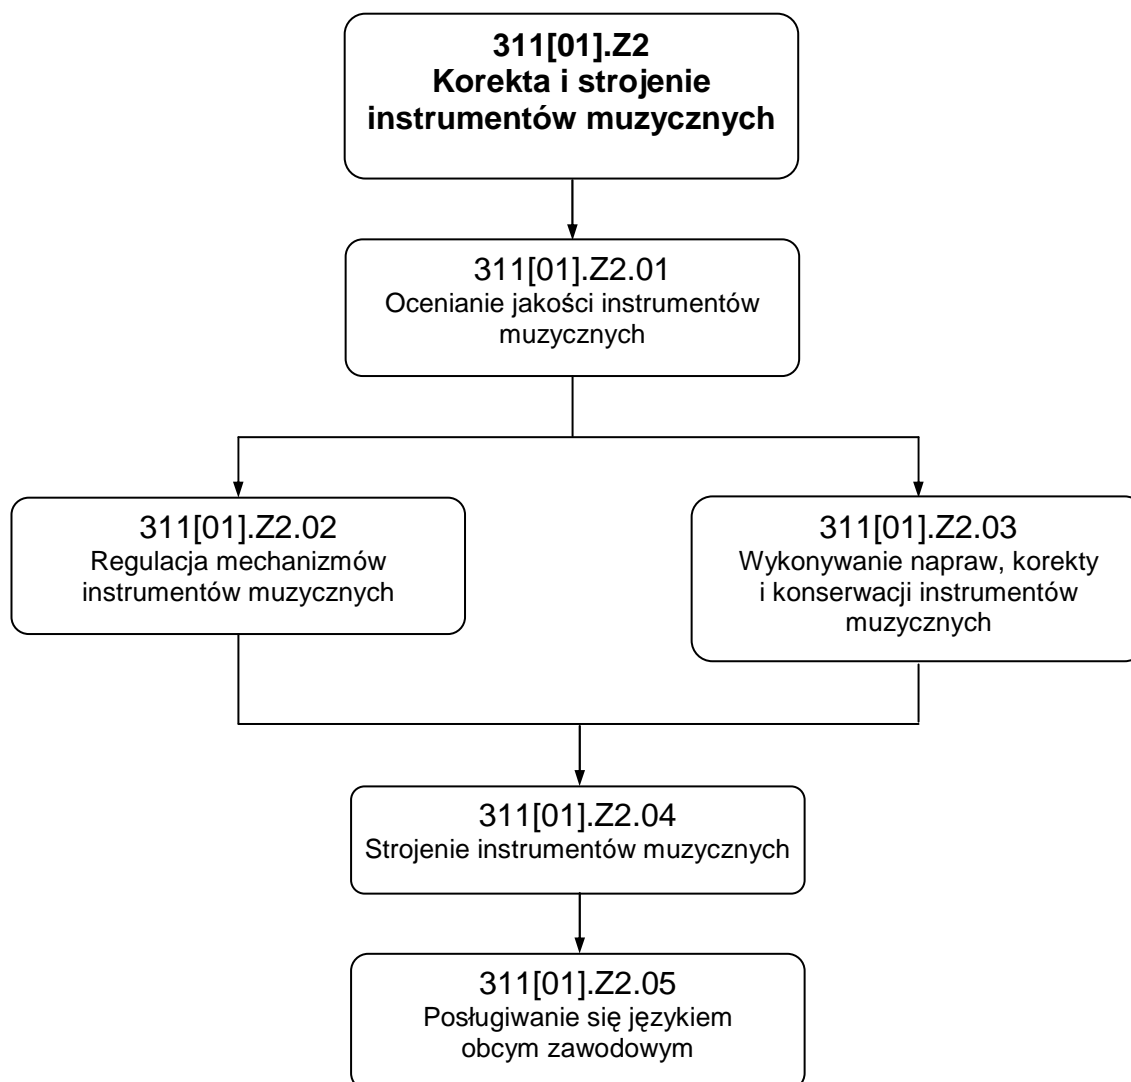 311[01].Z2
Korekta i strojenie
instrumentów muzycznych
311[01].Z2.01
Ocenianie jakości instrumentów
muzycznych
311[01].Z2.02
Regulacja mechanizmów
instrumentów muzycznych
311[01].Z2.03
Wykonywanie napraw, korekty
i konserwacji instrumentów
muzycznych
311[01].Z2.04
Strojenie instrumentów muzycznych
311[01].Z2.05
Posługiwanie się językiem
obcym zawodowym